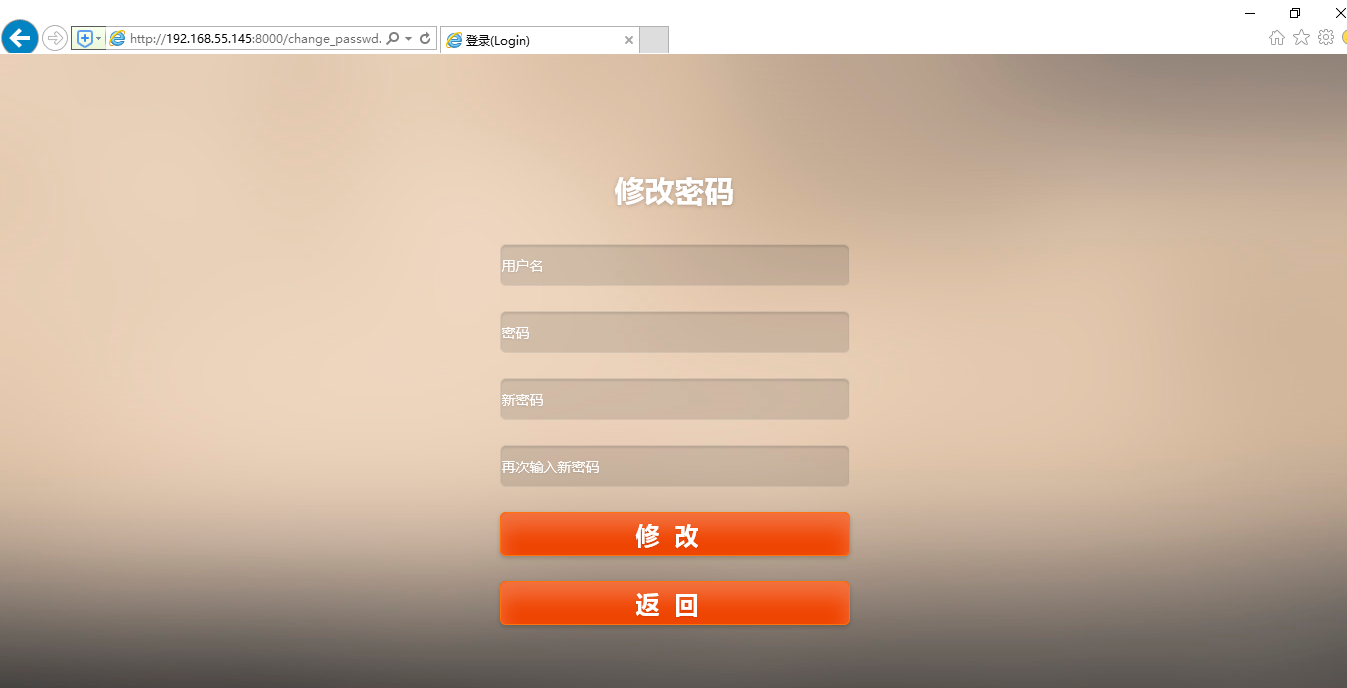 http://192.168.55.145:8000/change_passwd.
登录(Login)
修改密码
用户名
密码
新密码
再次输入新密码
修 改
返 回